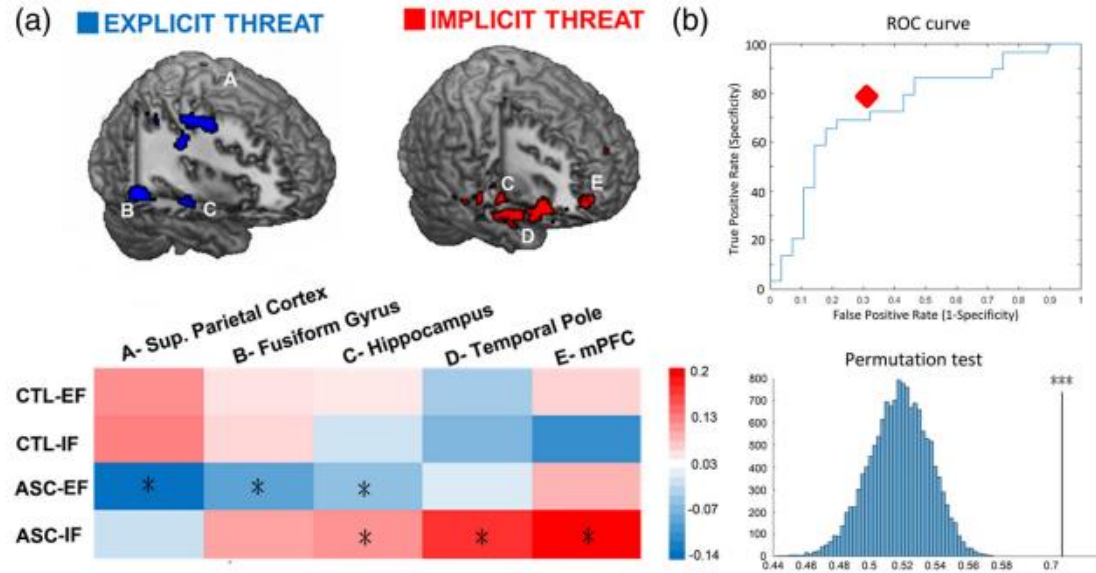 (a)
EXPLICIT THREAT
IMPLICIT THREAT
A
B
C
C
E
D
A- Sup. Parietal Cortex
B- Fusiform Gyrus
C- Hippocampus
D- Temporal Pole
E- mPFC
CTL-EF
CTL-IF
ASC-EF
* * *
ASC-IF
* * *
0.2
0.13
0.03
-0.07
-0.14
(b)
ROC curve
True Positive Rate (Specificity)
100
80
60
40
20
0
0 0.1 0.2 0.3 0.4 0.5 0.6 0.7 0.8 0.9 1
False Positive Rate (1-Specificity)
Permutation test
***
800
700
600
500
400
300
200
100
0
0.44 0.46 0.48 0.5 0.52 0.54 0.56 0.58 0.7